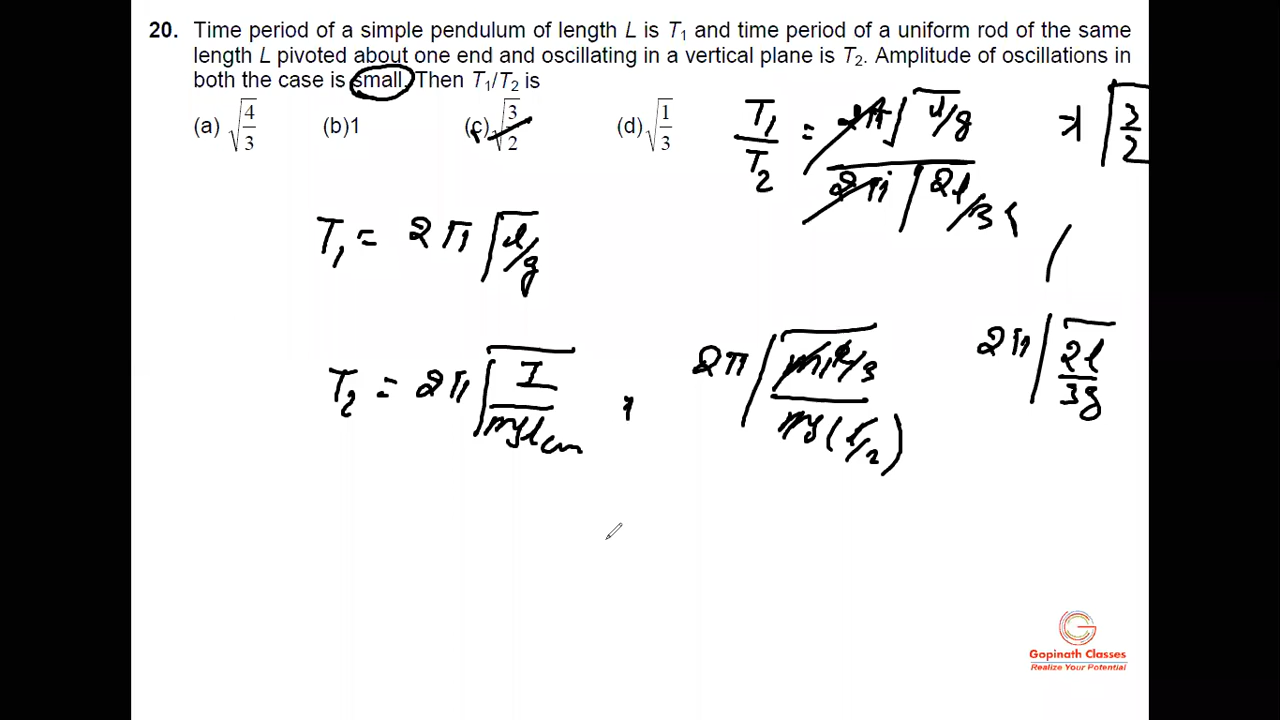 20. Time period of a simple pendulum of length L is T₁ and time period of a uniform rod of the same
length L pivoted about one end and oscillating in a vertical plane is T₂. Amplitude of oscillations in
both the case is small. Then T₁/T₂ is
(a) √(4/3) (b)1 (c) √(3/2) (d) √(1/3)
T₁/T₂ = 2π√(l/g) / 2π√(2l/3g) ⇒ √(3/2)
T₁ = 2π√(l/g)
T₂ = 2π√(I/mglcm), 2π√((ml²/3)/(mg(l/2))) 2π√(2l/3g)
Gopinath Classes
Realize Your Potential